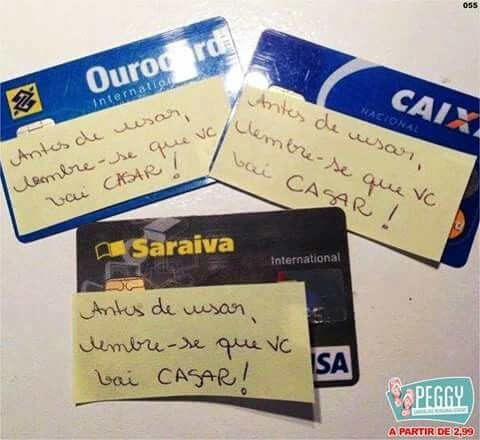 055
Ourocard
International
Antes de usar,
lembre-se que vc
vai CASAR!
CAIXA
NACIONAL
Antes de usar,
lembre-se que vc
vai CASAR!
Saraiva
International
Antes de usar,
lembre-se que vc
vai CASAR!
VISA
PEGGY
A PARTIR DE 2,99